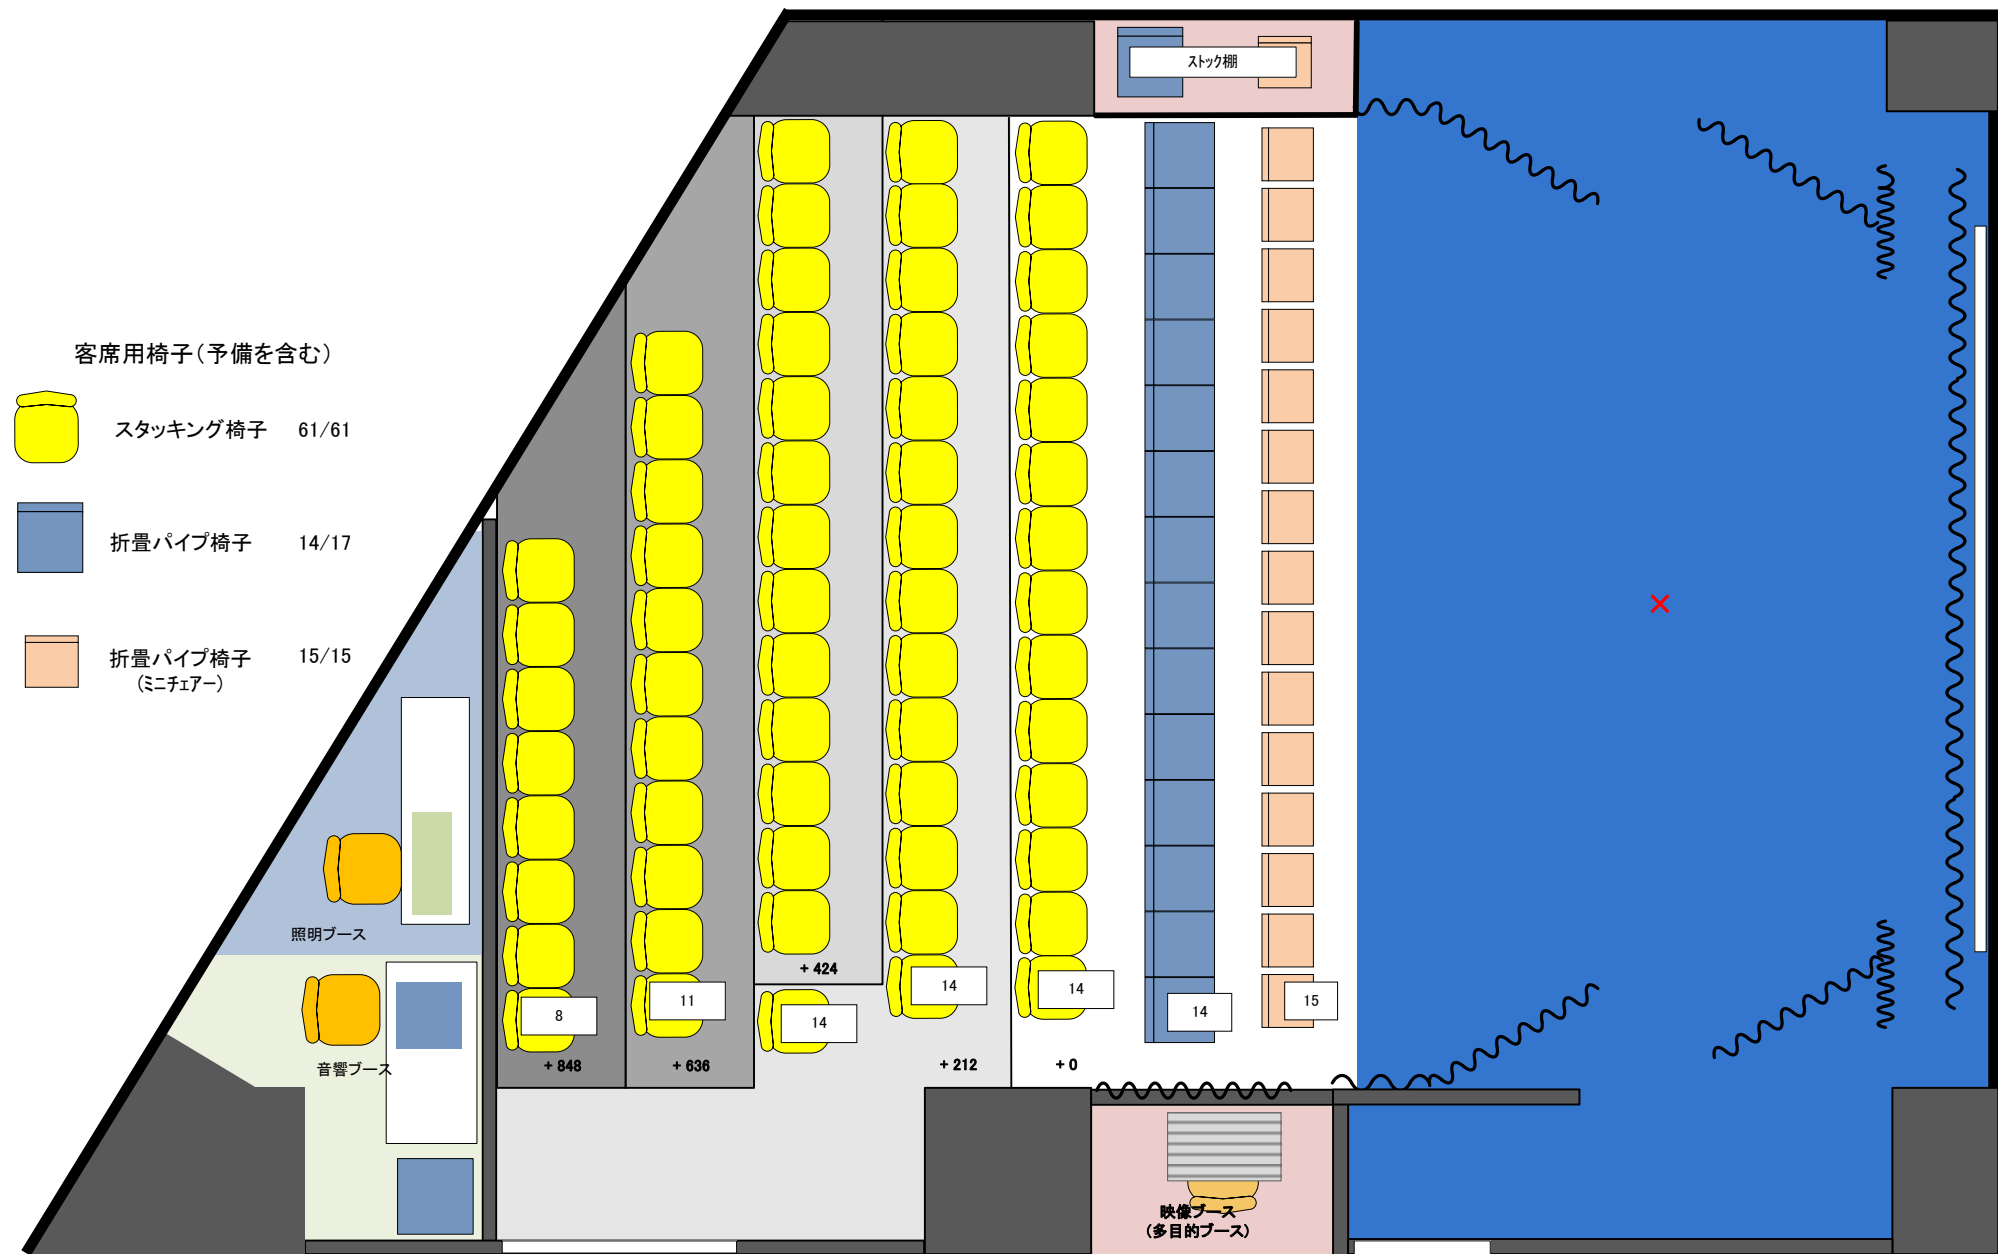 ストック棚
客席用椅子(予備を含む)
スタッキング椅子 61/61
折畳パイプ椅子 14/17
折畳パイプ椅子 15/15
(ミニチェアー)
照明ブース
音響ブース
+ 424
8
11
14
14
14
14
15
+ 848
+ 636
+ 212
+ 0
映像ブース
(多目的ブース)